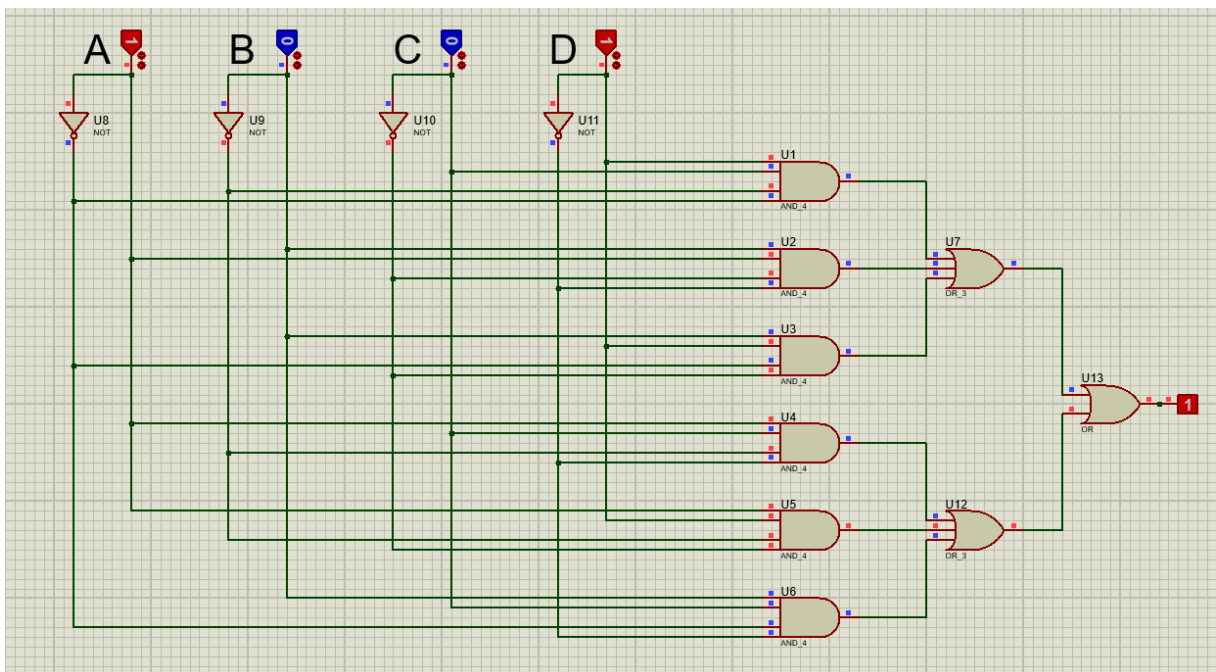 A 1 B 0 C 0 D 1
U8 NOT
U9 NOT
U10 NOT
U11 NOT
U1
AND_4
U2
AND_4
U7
OR_3
U3
AND_4
U13
OR
1
U4
AND_4
U5
AND_4
U12
OR_3
U6
AND_4